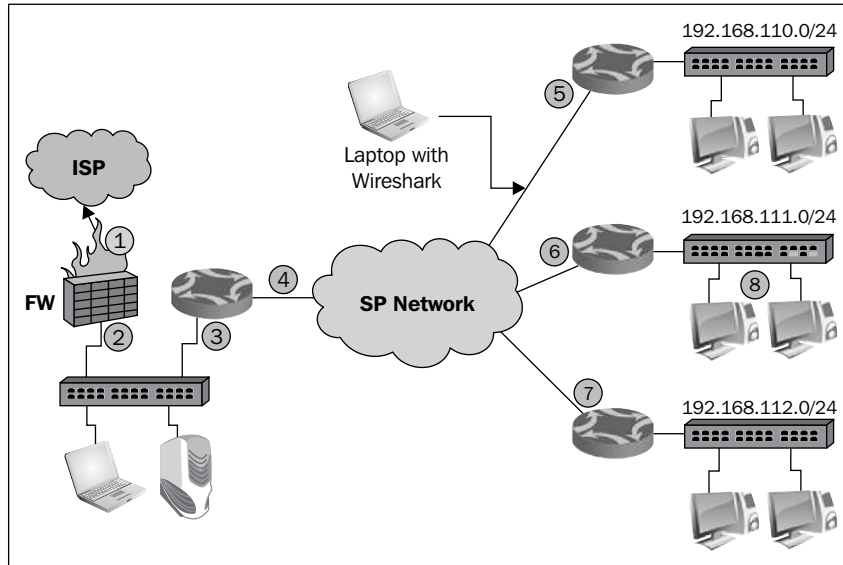 192.168.110.0/24
5
Laptop with
Wireshark
ISP
1
192.168.111.0/24
6
4
SP Network
FW
2
3
8
7
192.168.112.0/24